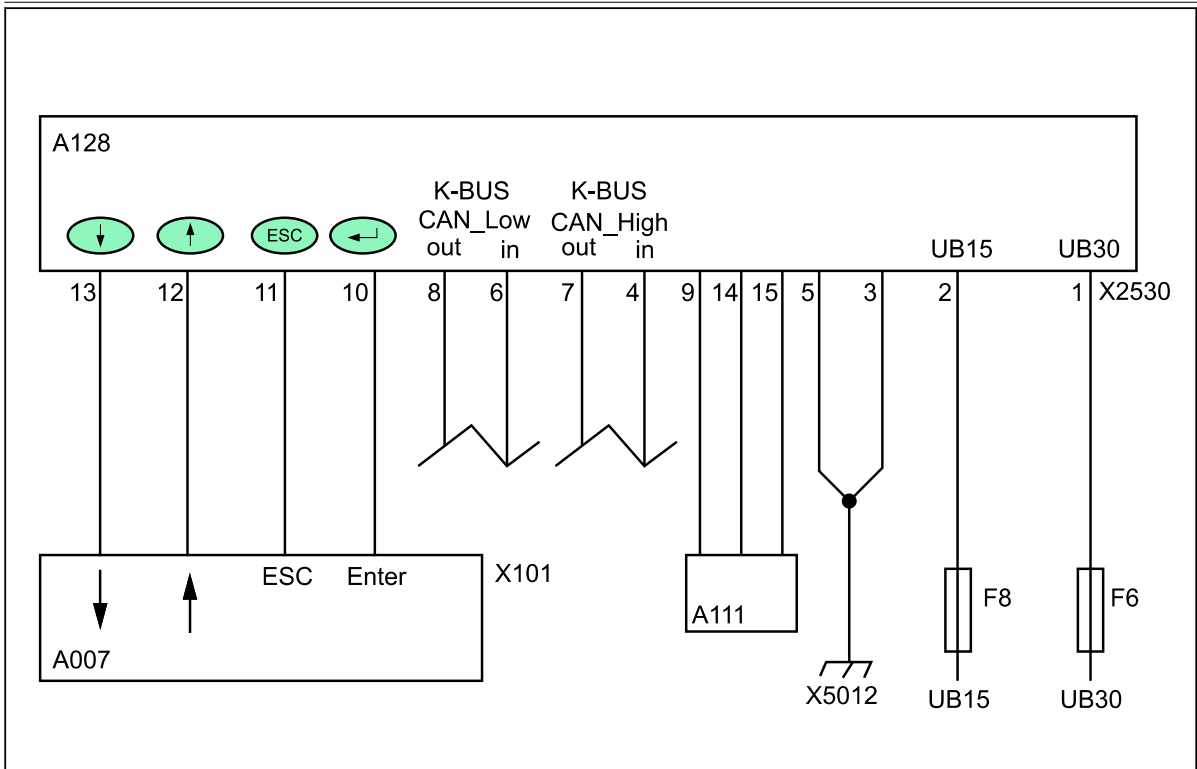 A128
K-BUS K-BUS
CAN_Low CAN_High
ESC
out in out in UB15 UB30
13 12 11 10 8 6 7 4 9 14 15 5 3 2 1 X2530
ESC Enter X101
F8 F6
A111
A007
X5012 UB15 UB30